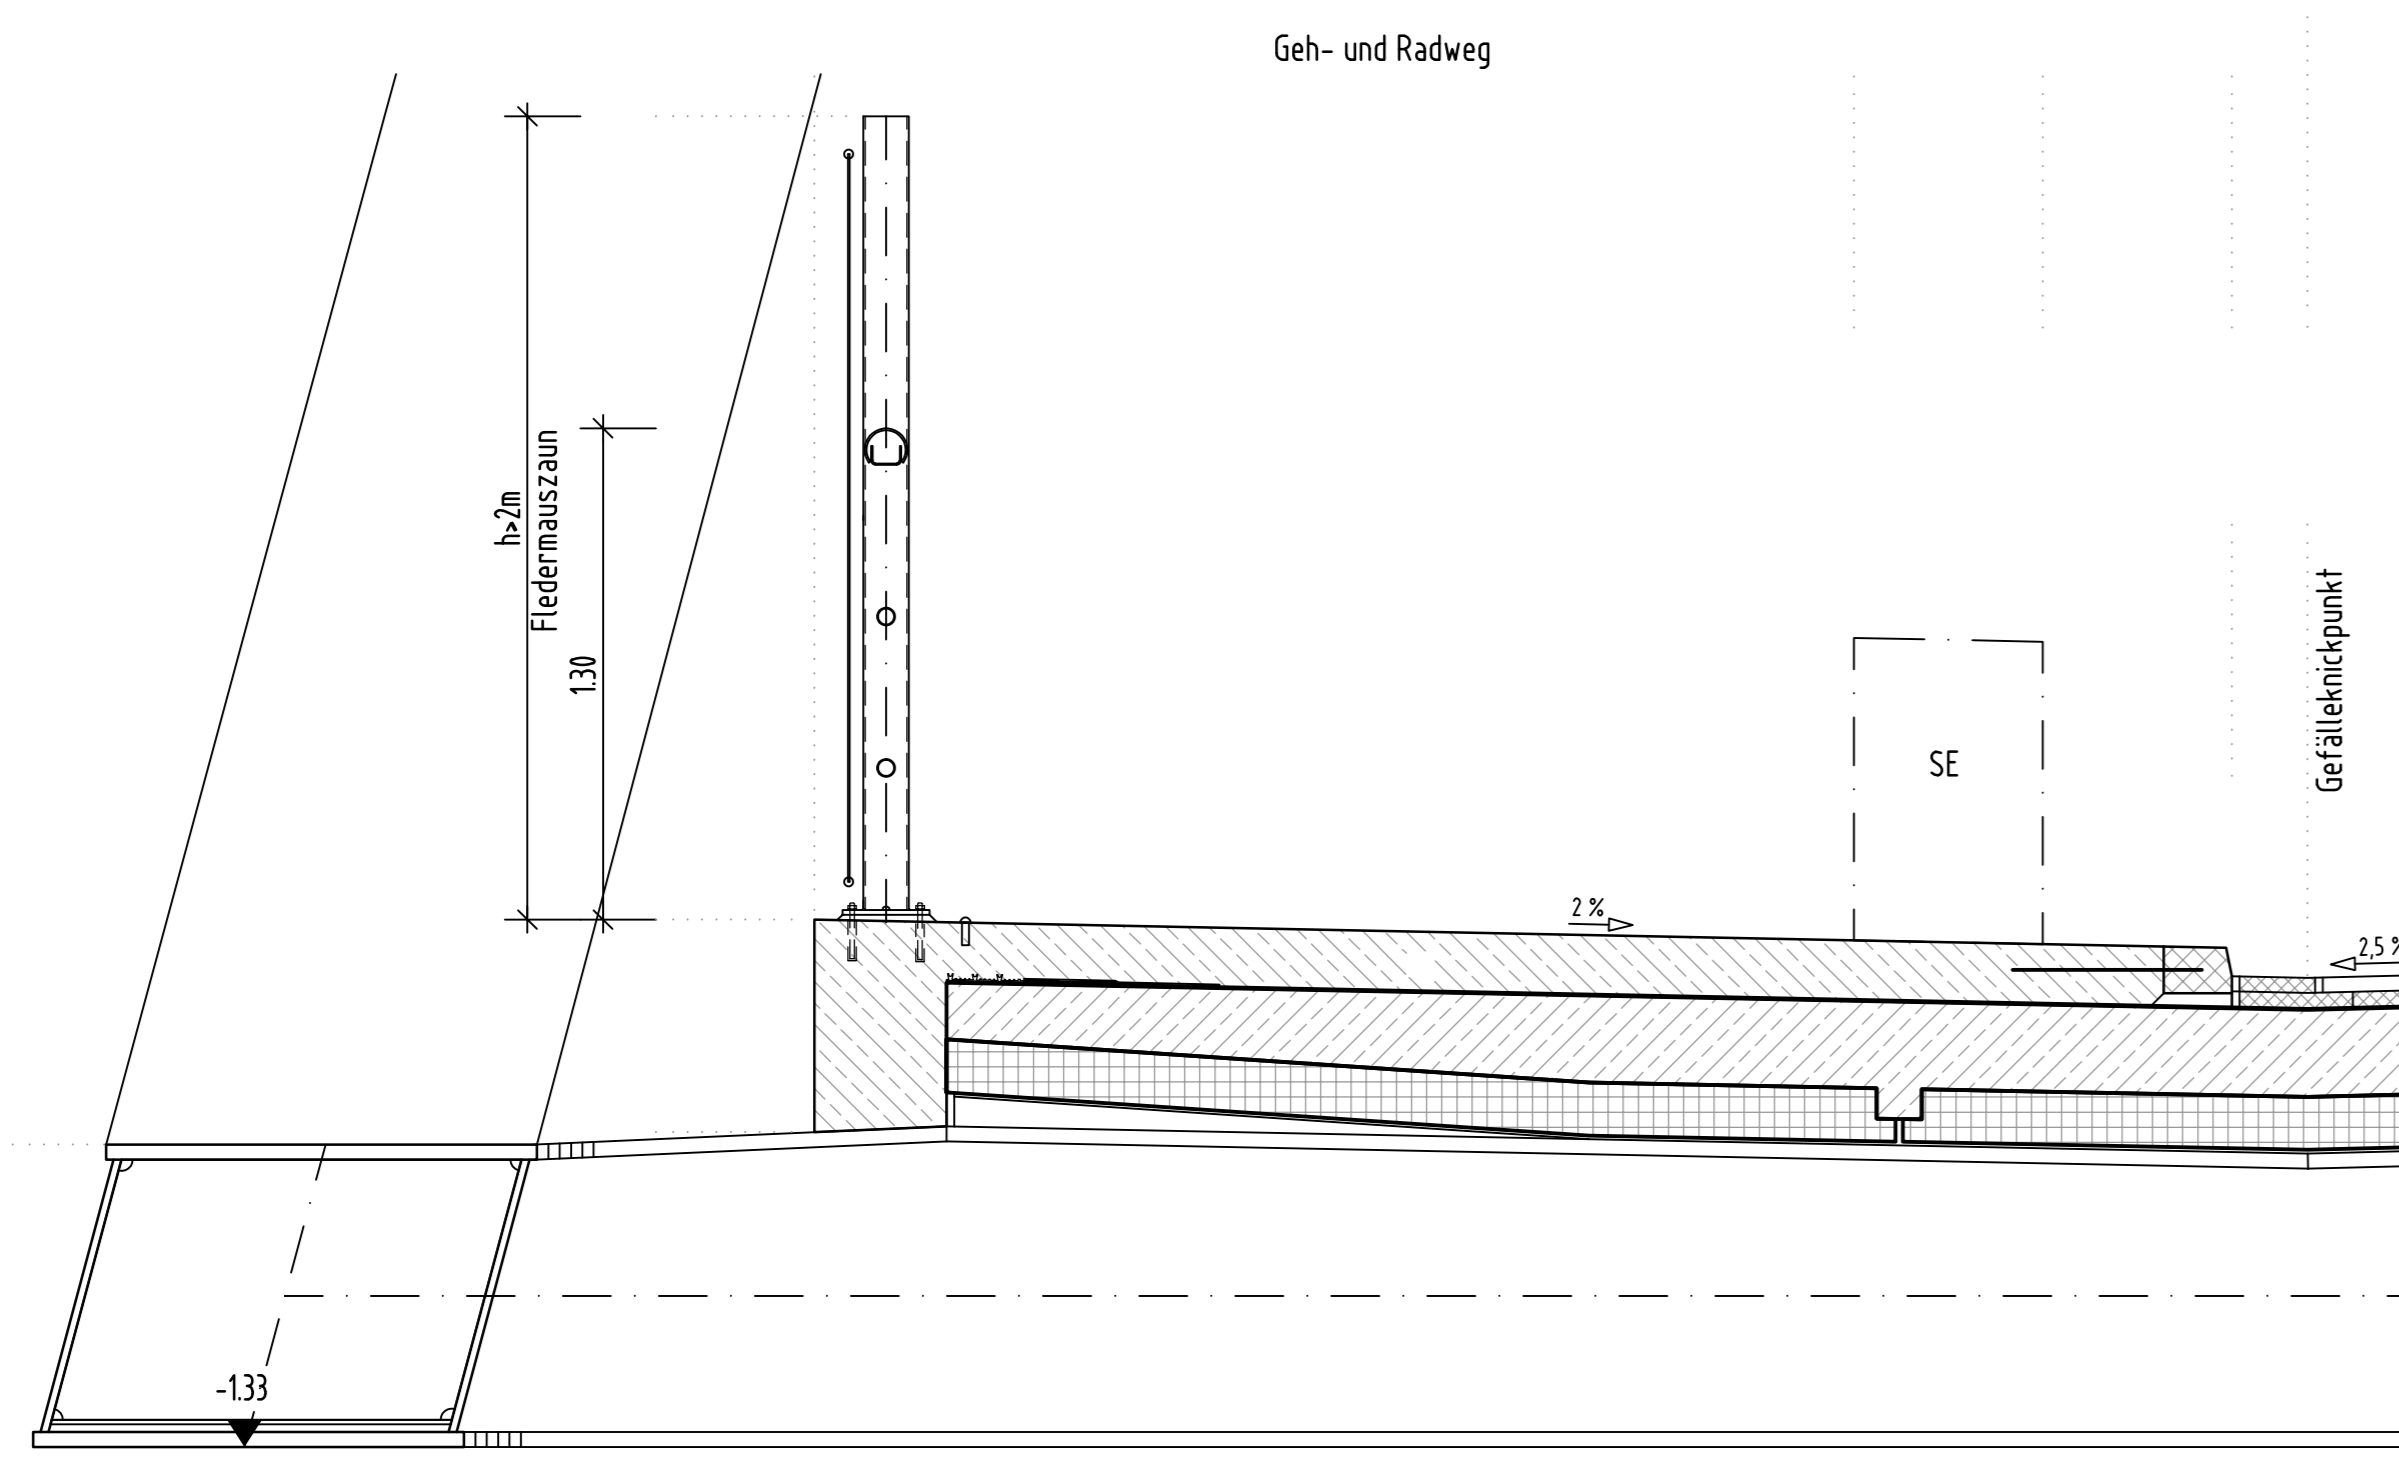 Geh- und Radweg
h>2m
Fledermauszaun
1.30
Gefälleknickpunkt
SE
2 %
2,5 %
-1.33